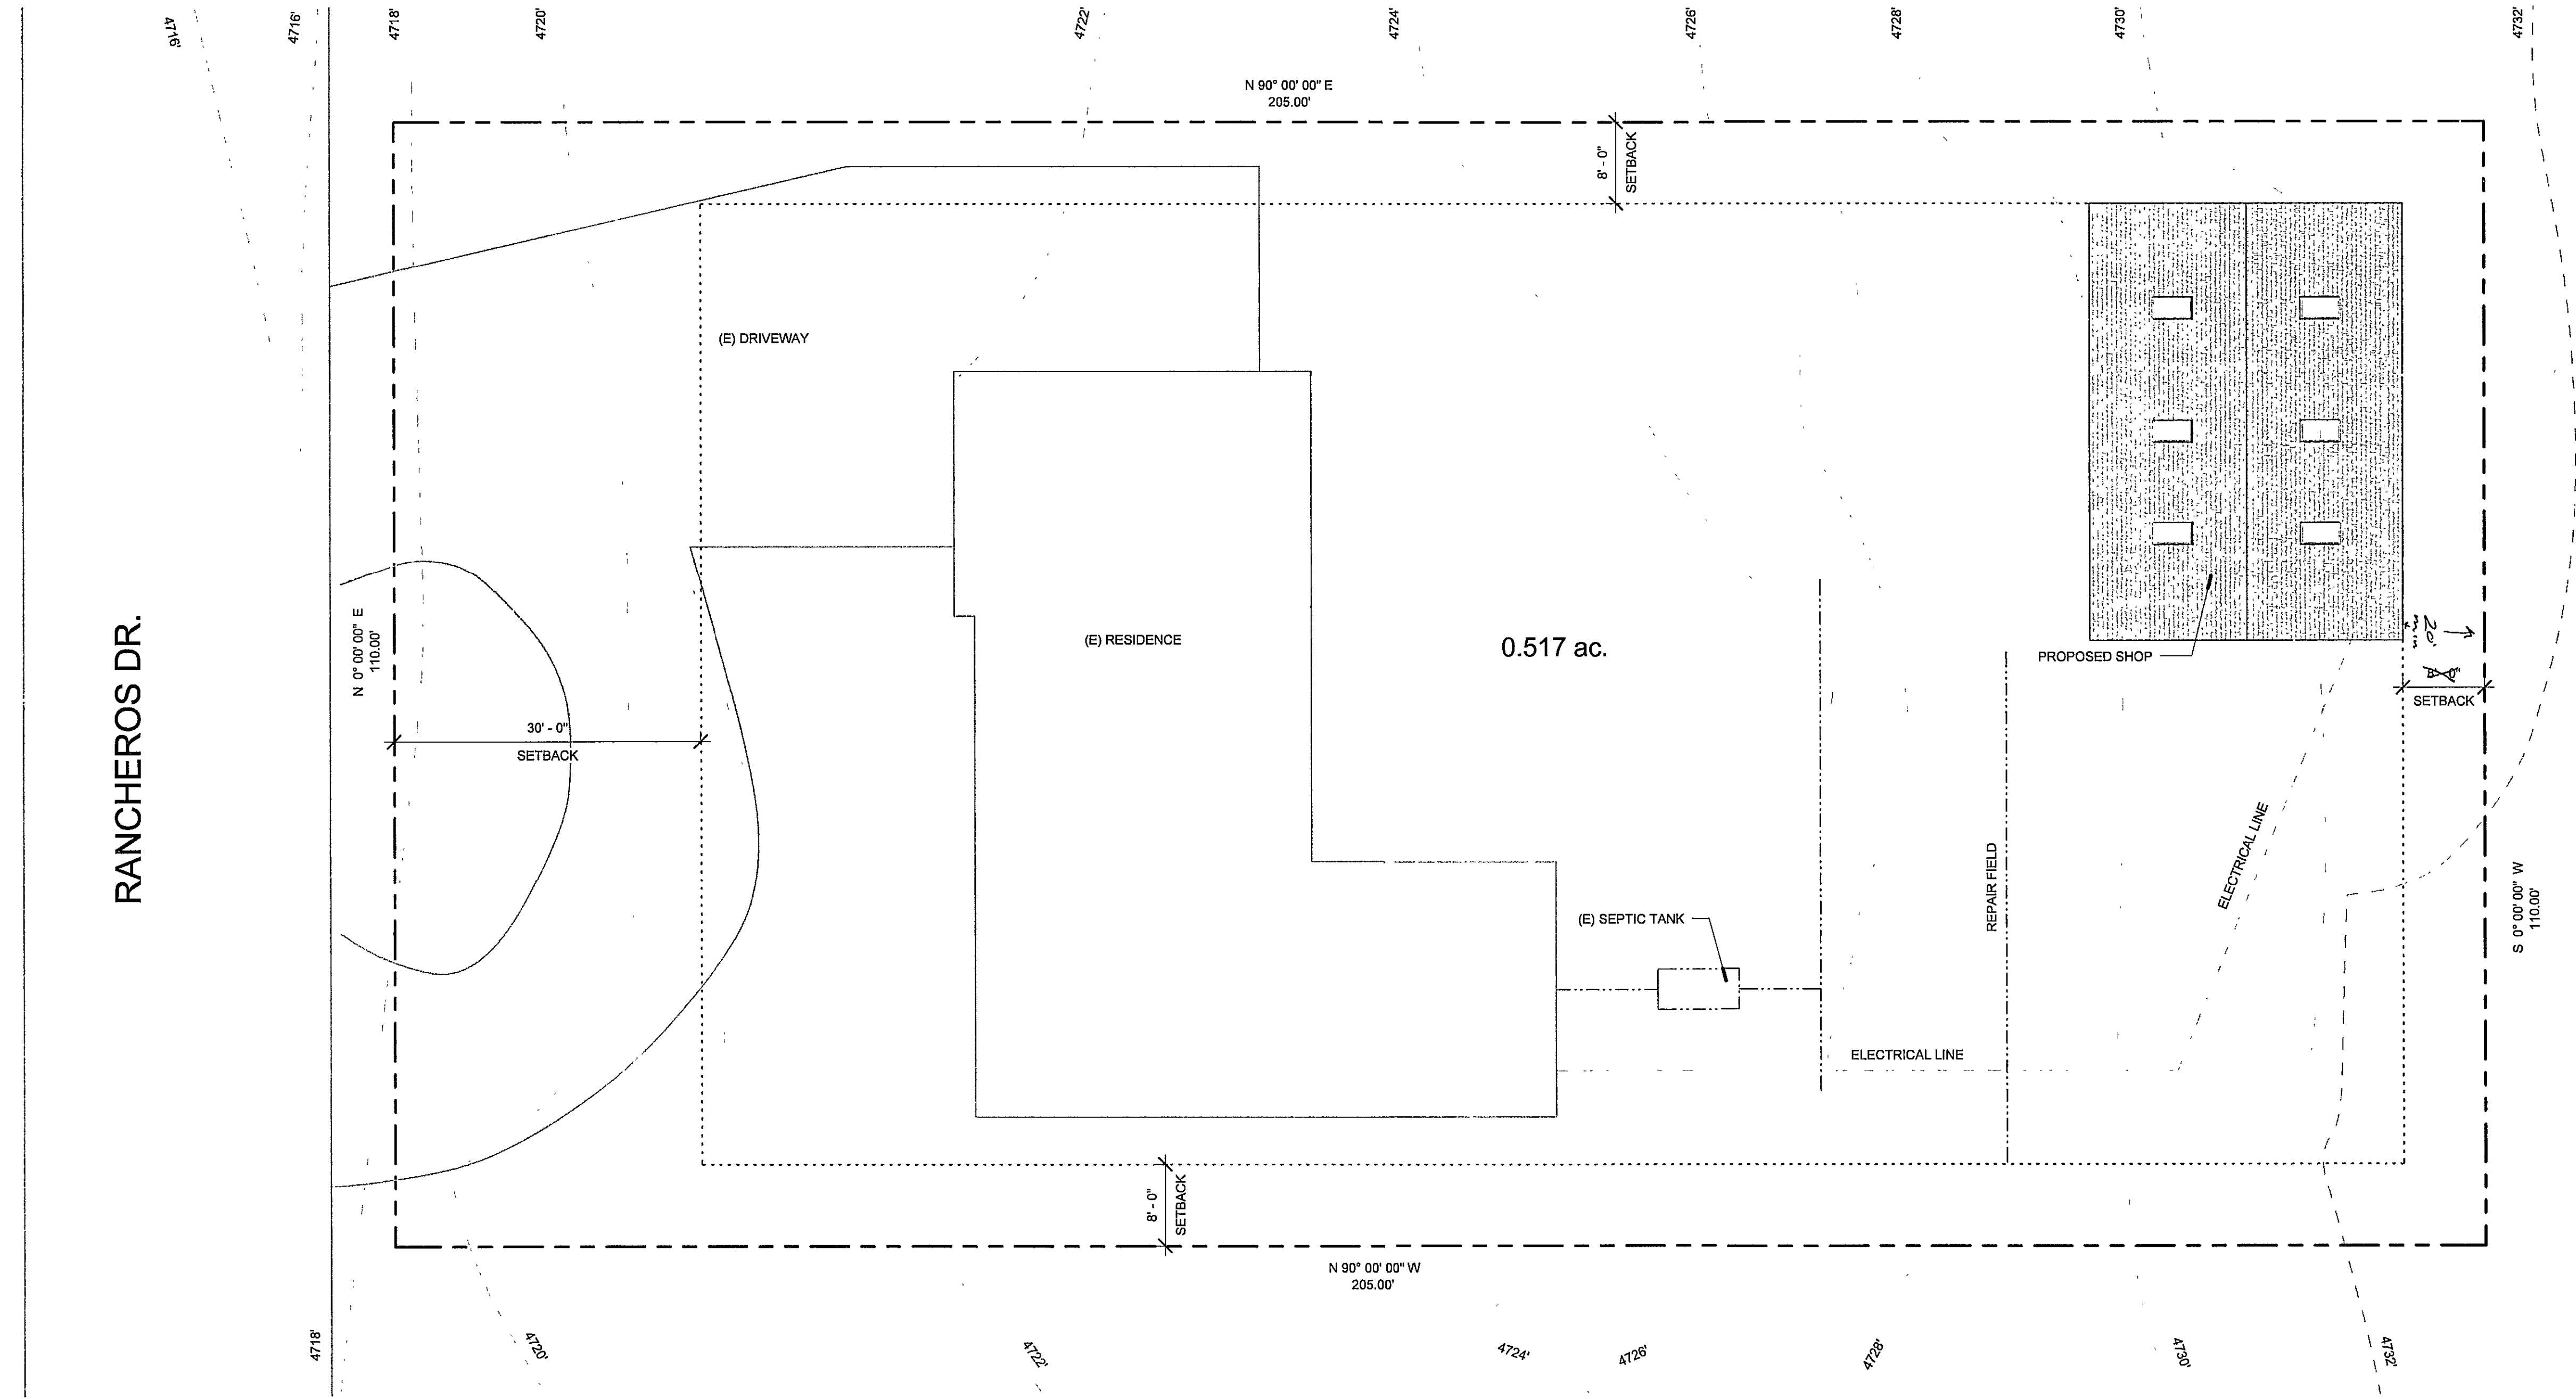 4716'
4716'
4718'
4720'
4722'
4724'
4726'
4728'
4730'
4732'
N 90° 00' 00" E
205.00'
8' - 0"
SETBACK
(E) DRIVEWAY
RANCHEROS DR.
N 0° 00' 00" E
110.00'
(E) RESIDENCE
0.517 ac.
PROPOSED SHOP
20'
min
SETBACK
30' - 0"
SETBACK
ELECTRICAL LINE
REPAIR FIELD
(E) SEPTIC TANK
S 0° 00' 00" W
110.00'
ELECTRICAL LINE
8' - 0"
SETBACK
N 90° 00' 00" W
205.00'
4718'
4720'
4722'
4724'
4726'
4728'
4730'
4732'